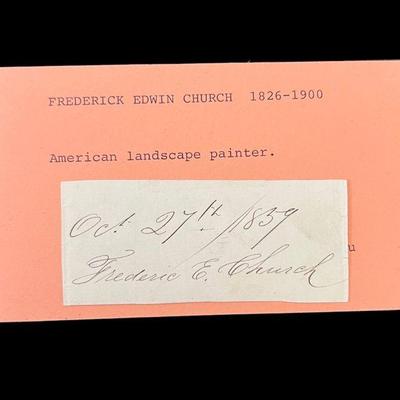 FREDERICK EDWIN CHURCH 1826-1900
American landscape painter.
Oct 27th /1859
Frederic E. Church